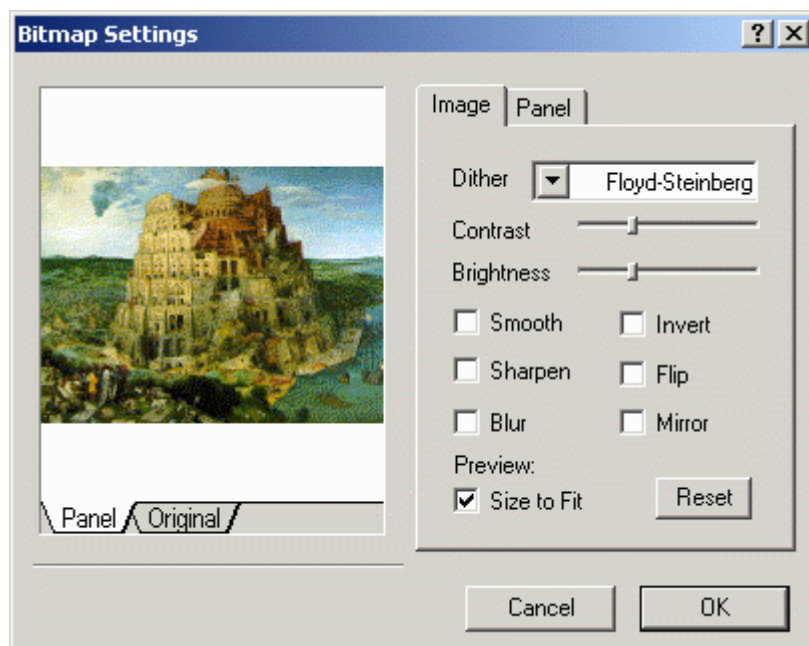 Bitmap Settings
Image Panel
Dither Floyd-Steinberg
Contrast
Brightness
Smooth Invert
Sharpen Flip
Blur Mirror
Preview:
Size to Fit Reset
Panel Original
Cancel OK